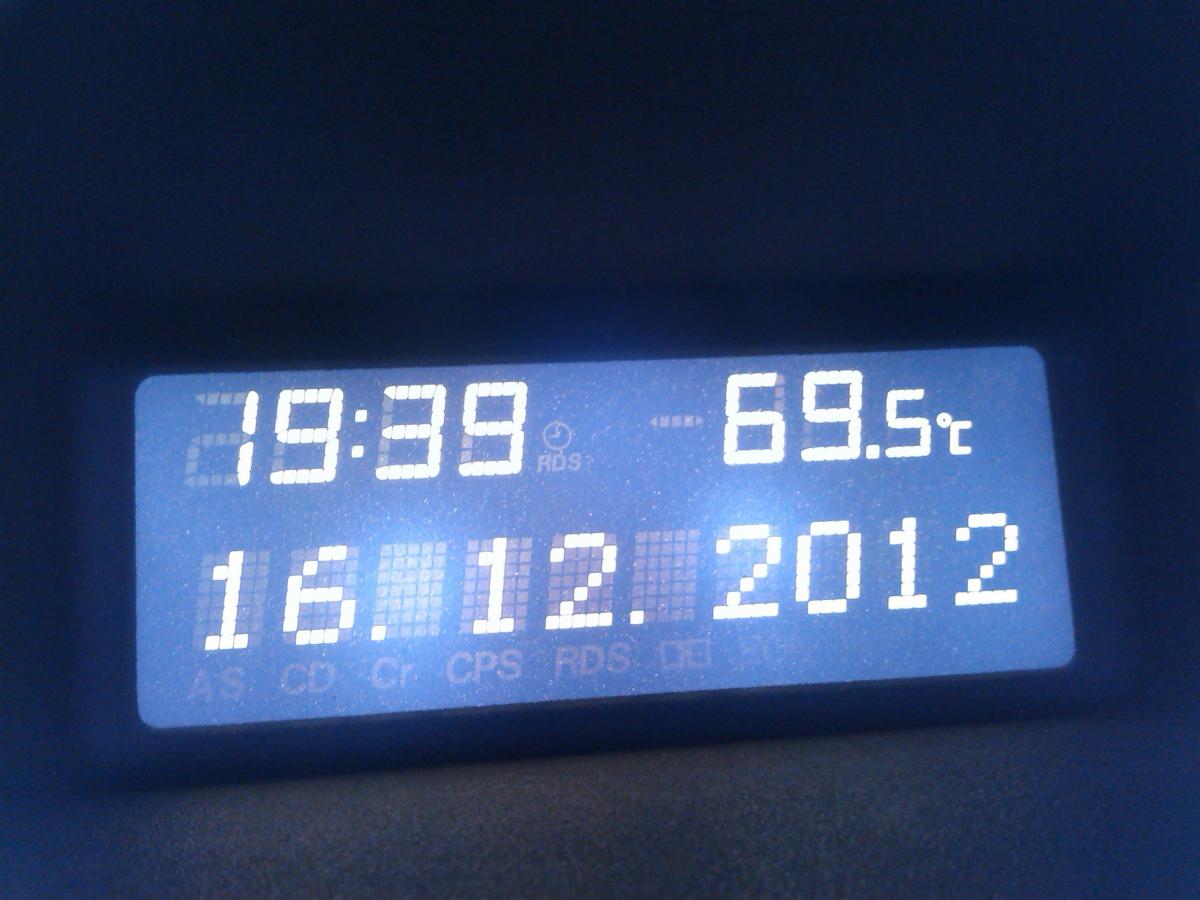 19:39 RDS 69.5°C
16.12.2012
AS CD Cr CPS RDS